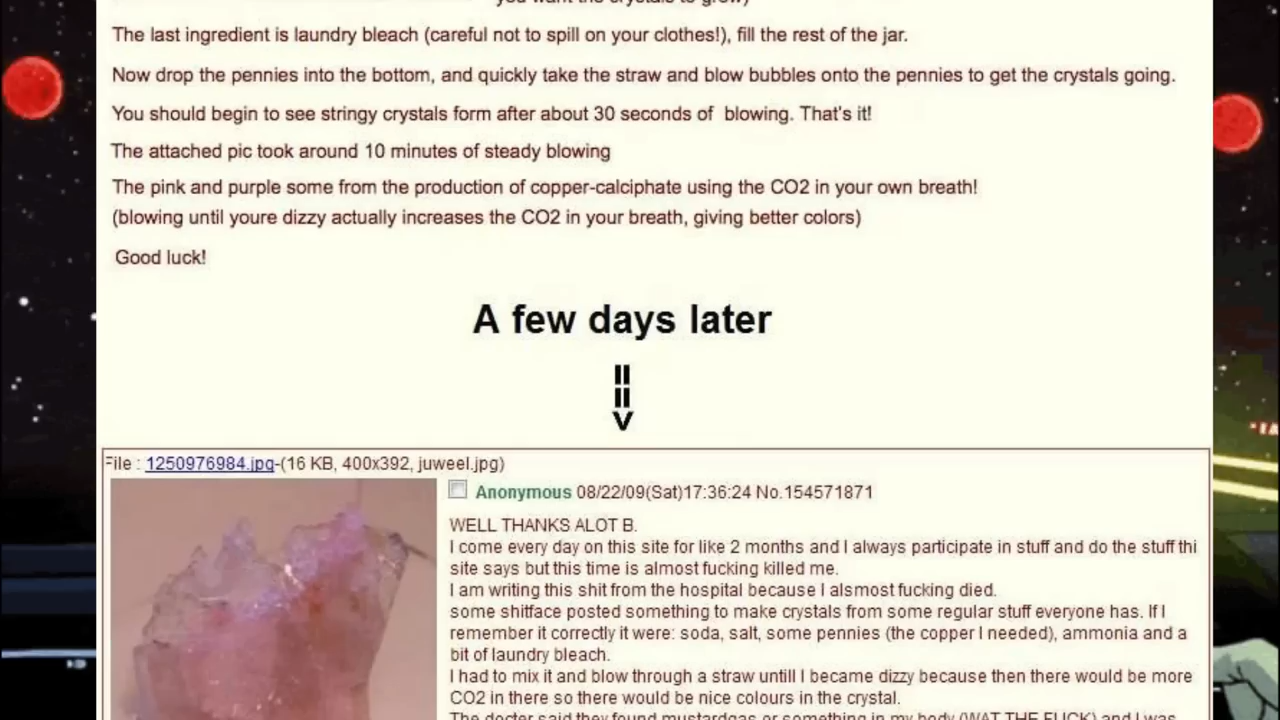 you want the crystals to grow)
The last ingredient is laundry bleach (careful not to spill on your clothes!), fill the rest of the jar.
Now drop the pennies into the bottom, and quickly take the straw and blow bubbles onto the pennies to get the crystals going.
You should begin to see stringy crystals form after about 30 seconds of blowing. That's it!
The attached pic took around 10 minutes of steady blowing
The pink and purple some from the production of copper-calciphate using the CO2 in your own breath!
(blowing until youre dizzy actually increases the CO2 in your breath, giving better colors)
Good luck!
A few days later
File : 1250976984.jpg-(16 KB, 400x392, juweel.jpg)
Anonymous 08/22/09(Sat)17:36:24 No.154571871
WELL THANKS ALOT B.
I come every day on this site for like 2 months and I always participate in stuff and do the stuff thi
site says but this time is almost fucking killed me.
I am writing this shit from the hospital because I alsmost fucking died.
some shitface posted something to make crystals from some regular stuff everyone has. If I
remember it correctly it were: soda, salt, some pennies (the copper I needed), ammonia and a
bit of laundry bleach.
I had to mix it and blow through a straw untill I became dizzy because then there would be more
CO2 in there so there would be nice colours in the crystal.
The docter said they found mustardgas or something in my body (WAT THE FUCK) and I was